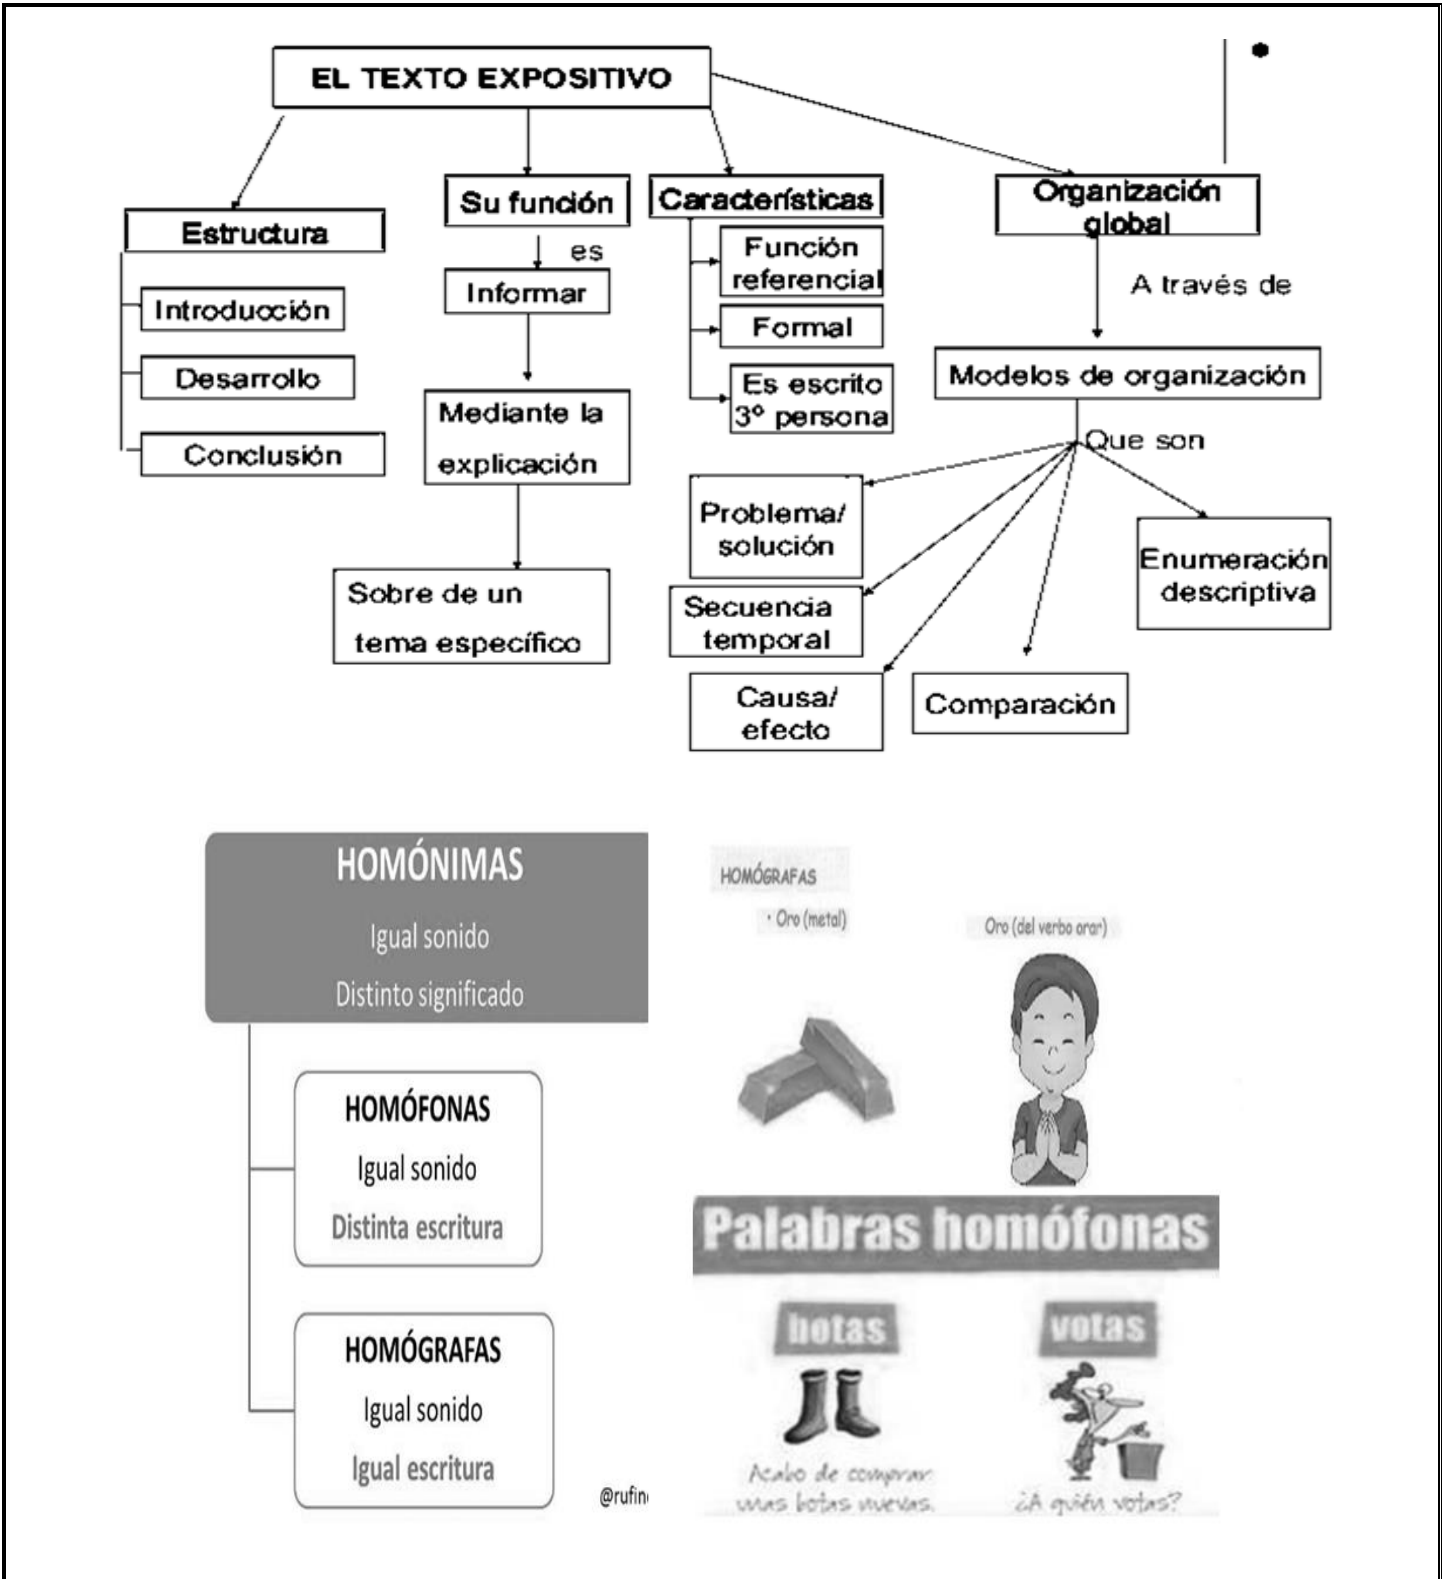 EL TEXTO EXPOSITIVO
Estructura
Introducción
Desarrollo
Conclusión
Su función
es
Informar
Mediante la
explicación
Sobre de un
tema específico
Características
Función
referencial
Formal
Es escrito
3º persona
Organización
global
A través de
Modelos de organización
Que son
Problema/
solución
Secuencia
temporal
Causa/
efecto
Comparación
Enumeración
descriptiva
HOMÓNIMAS
Igual sonido
Distinto significado
HOMÓFONAS
Igual sonido
Distinta escritura
HOMÓGRAFAS
Igual sonido
Igual escritura
@rufin
HOMÓGRAFAS
• Oro (metal)
Oro (del verbo orar)
Palabras homófonas
botas
votas
Acabo de comprar
unas botas nuevas.
¿A quién votas?